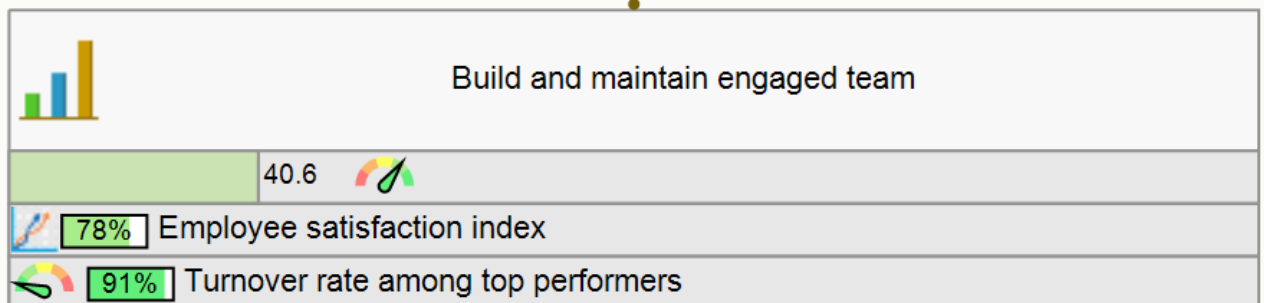 Build and maintain engaged team
40.6
78% Employee satisfaction index
91% Turnover rate among top performers